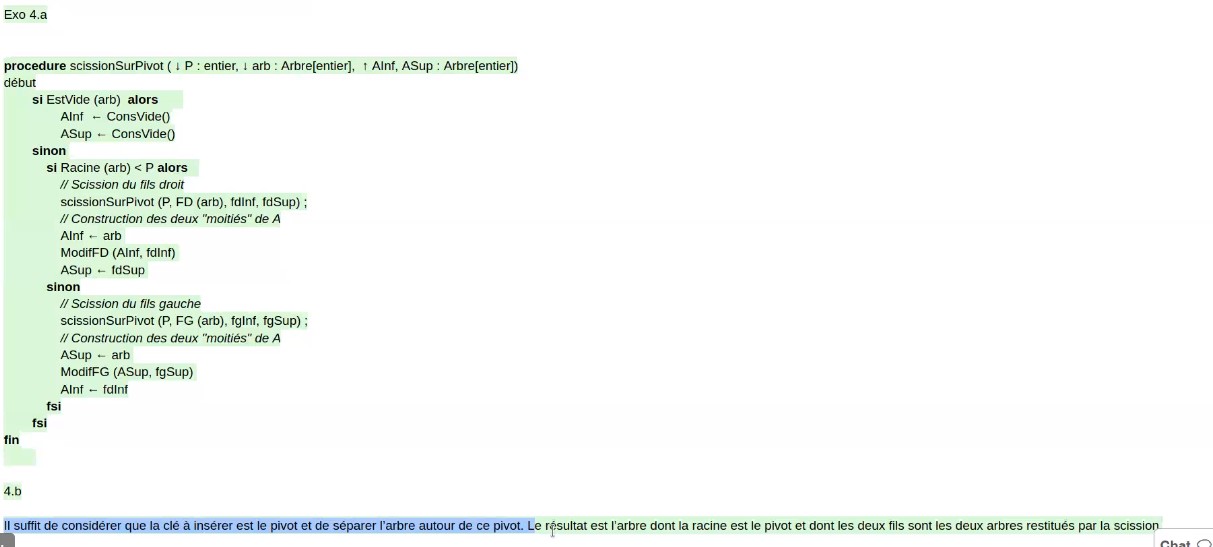 Exo 4.a
procedure scissionSurPivot ( ↓ P : entier, ↓ arb : Arbre[entier], ↑ AInf, ASup : Arbre[entier])
début
si EstVide (arb) alors
AInf ← ConsVide()
ASup ← ConsVide()
sinon
si Racine (arb) < P alors
// Scission du fils droit
scissionSurPivot (P, FD (arb), fdInf, fdSup) ;
// Construction des deux "moitiés" de A
AInf ← arb
ModifFD (AInf, fdInf)
ASup ← fdSup
sinon
// Scission du fils gauche
scissionSurPivot (P, FG (arb), fgInf, fgSup) ;
// Construction des deux "moitiés" de A
ASup ← arb
ModifFG (ASup, fgSup)
AInf ← fdInf
fsi
fsi
fin
4.b
Il suffit de considérer que la clé à insérer est le pivot et de séparer l'arbre autour de ce pivot. Le résultat est l'arbre dont la racine est le pivot et dont les deux fils sont les deux arbres restitués par la scission
Chat